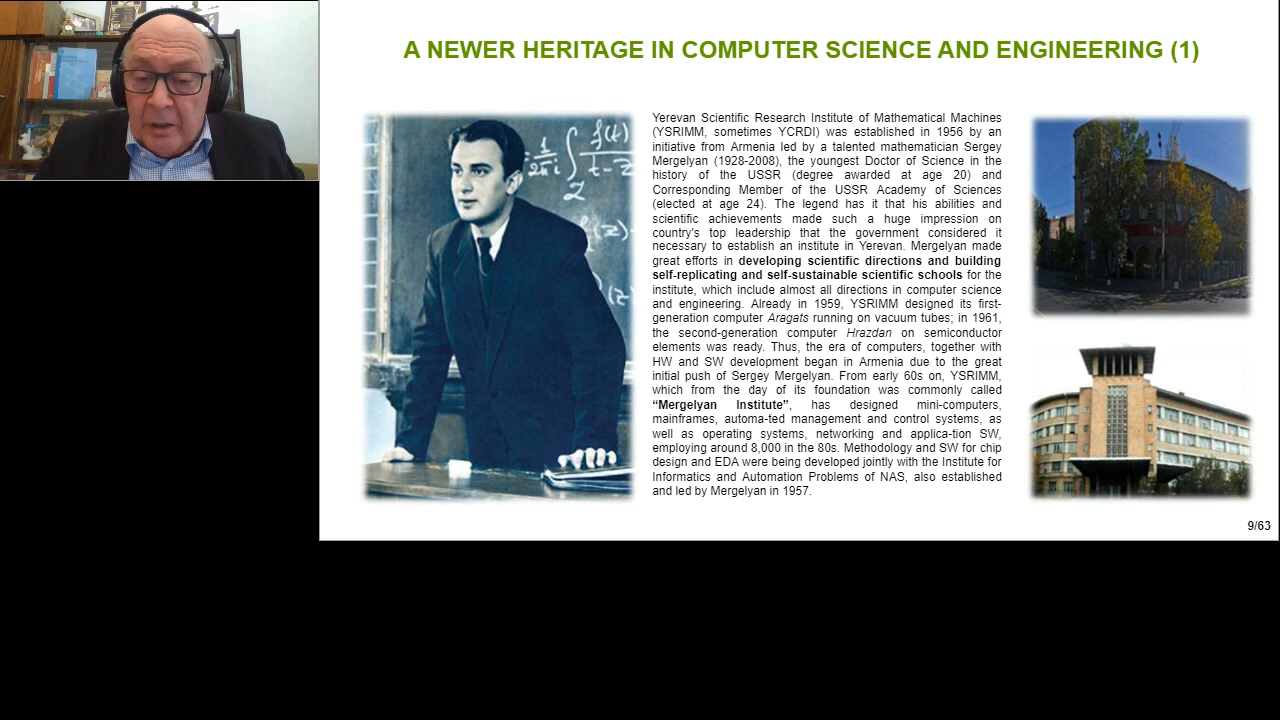 A NEWER HERITAGE IN COMPUTER SCIENCE AND ENGINEERING (1)
Yerevan Scientific Research Institute of Mathematical Machines
(YSRIMM, sometimes YCRDI) was established in 1956 by an
initiative from Armenia led by a talented mathematician Sergey
Mergelyan (1928-2008), the youngest Doctor of Science in the
history of the USSR (degree awarded at age 20) and
Corresponding Member of the USSR Academy of Sciences
(elected at age 24). The legend has it that his abilities and
scientific achievements made such a huge impression on
country's top leadership that the government considered it
necessary to establish an institute in Yerevan. Mergelyan made
great efforts in developing scientific directions and building
self-replicating and self-sustainable scientific schools for the
institute, which include almost all directions in computer science
and engineering. Already in 1959, YSRIMM designed its first-
generation computer Aragats running on vacuum tubes; in 1961,
the second-generation computer Hrazdan on semiconductor
elements was ready. Thus, the era of computers, together with
HW and SW development began in Armenia due to the great
initial push of Sergey Mergelyan. From early 60s on, YSRIMM,
which from the day of its foundation was commonly called
“Mergelyan Institute”, has designed mini-computers,
mainframes, automa-ted management and control systems, as
well as operating systems, networking and applica-tion SW,
employing around 8,000 in the 80s. Methodology and SW for chip
design and EDA were being developed jointly with the Institute for
Informatics and Automation Problems of NAS, also established
and led by Mergelyan in 1957.
9/63